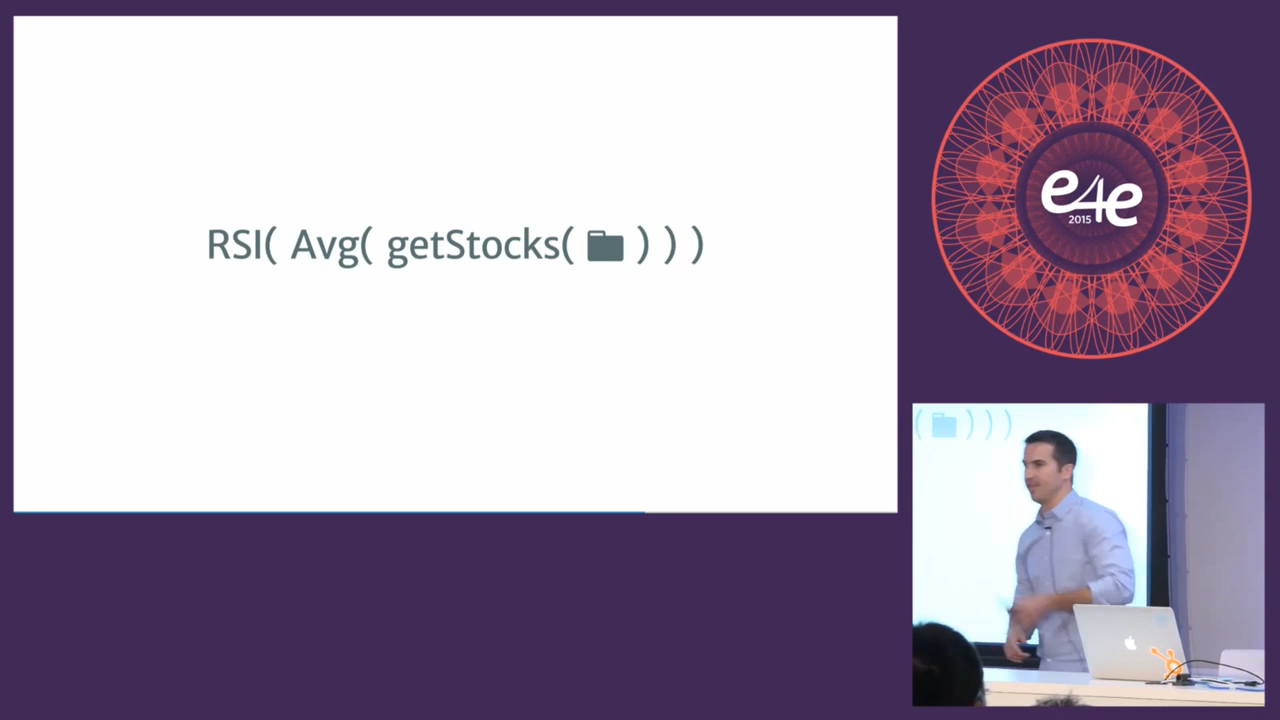 RSI( Avg( getStocks( ) ) )
e4e
2015
( ) ) )